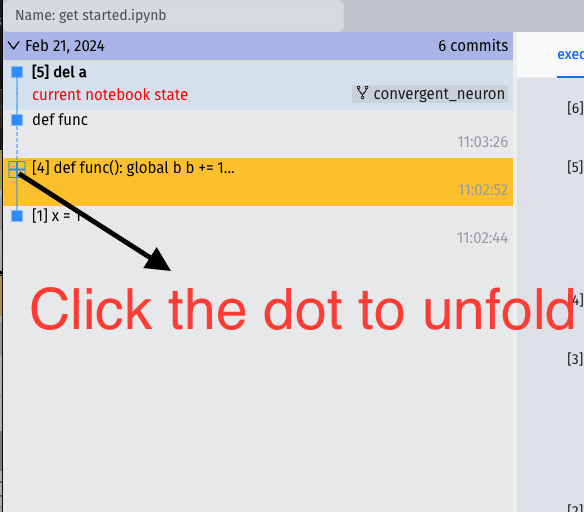 Name: get started.ipynb
Feb 21, 2024 6 commits
[5] del a
current notebook state convergent_neuron
def func
11:03:26
[4] def func(): global b b += 1...
11:02:52
[1] x = 1
11:02:44
Click the dot to unfold
exec
[6]
[5]
[4]
[3]
[2]